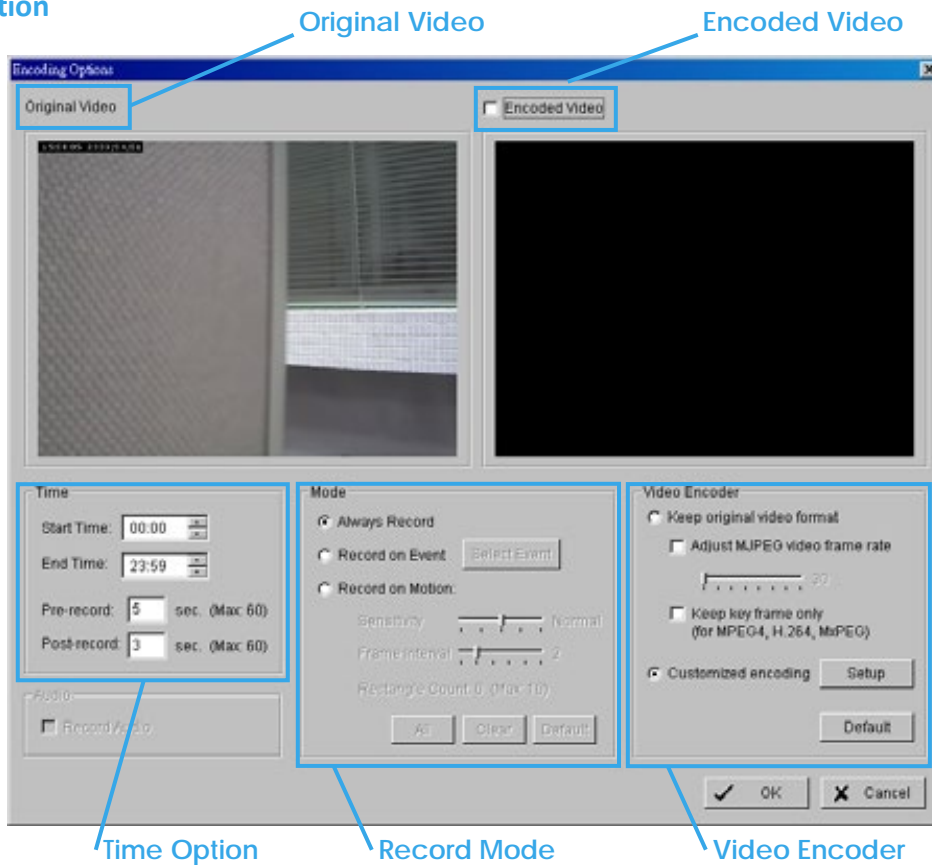 tion
Original Video Encoded Video
Encoding Options
Original Video
Encoded Video
Time
Start Time: 00:00
End Time: 23:59
Pre-record: 5 sec. (Max: 60)
Post-record: 3 sec. (Max: 60)
Audio
Record Audio
Mode
Always Record
Record on Event Select Event
Record on Motion:
Sensitivity Normal
Frame Interval 2
Rectangle Count: 0 (Max 10)
All Clear Default
Video Encoder
Keep original video format
Adjust MJPEG video frame rate
30
Keep key frame only
(for MPEG4, H.264, MxPEG)
Customized encoding Setup
Default
OK Cancel
Time Option Record Mode Video Encoder